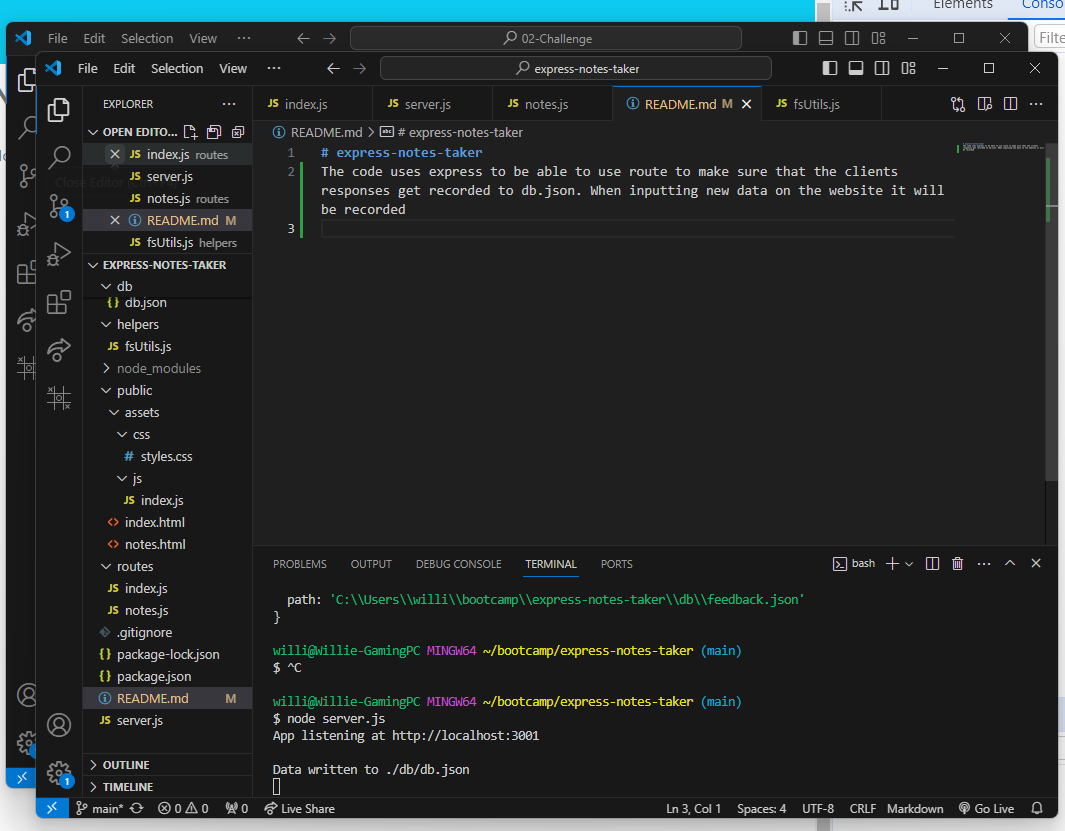 Elements
Conso
File Edit Selection View ··· 02-Challenge
Filte
File Edit Selection View ··· express-notes-taker
EXPLORER ···
JS index.js JS server.js JS notes.js README.md M JS fsUtils.js ···
OPEN EDITO...
README.md > # express-notes-taker
JS index.js routes
JS server.js
JS notes.js routes
README.md M
JS fsUtils.js helpers
1 # express-notes-taker
2 The code uses express to be able to use route to make sure that the clients
responses get recorded to db.json. When inputting new data on the website it will
be recorded
3
1
EXPRESS-NOTES-TAKER
db
{} db.json
helpers
JS fsUtils.js
node_modules
public
assets
css
# styles.css
js
JS index.js
<> index.html
<> notes.html
routes
JS index.js
JS notes.js
.gitignore
{} package-lock.json
{} package.json
README.md M
JS server.js
OUTLINE
TIMELINE
1
PROBLEMS OUTPUT DEBUG CONSOLE TERMINAL PORTS bash ···
path: 'C:\\Users\\willi\\bootcamp\\express-notes-taker\\db\\feedback.json'
}
willi@Willie-GamingPC MINGW64 ~/bootcamp/express-notes-taker (main)
$ ^C
willi@Willie-GamingPC MINGW64 ~/bootcamp/express-notes-taker (main)
$ node server.js
App listening at http://localhost:3001
Data written to ./db/db.json
main* 0 0 0 Live Share Ln 3, Col 1 Spaces: 4 UTF-8 CRLF Markdown Go Live